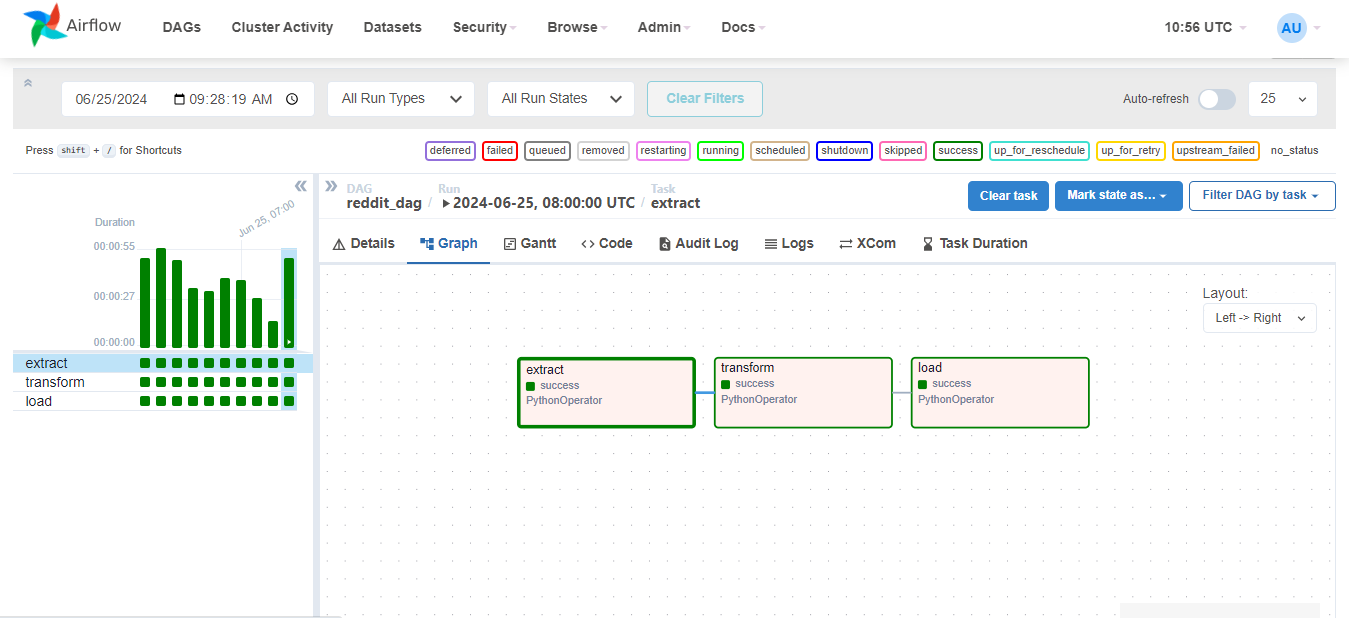 Airflow DAGs Cluster Activity Datasets Security Browse Admin Docs 10:56 UTC AU
06/25/2024 09:28:19 AM All Run Types All Run States Clear Filters Auto-refresh 25
Press shift + / for Shortcuts deferred failed queued removed restarting running scheduled shutdown skipped success up_for_reschedule up_for_retry upstream_failed no_status
DAG Run Task
reddit_dag / 2024-06-25, 08:00:00 UTC / extract
Clear task Mark state as... Filter DAG by task
Details Graph Gantt Code Audit Log Logs XCom Task Duration
Jun 25, 07:00
Duration
00:00:55
00:00:27
00:00:00
extract
transform
load
Layout:
Left -> Right
extract
success
PythonOperator
transform
success
PythonOperator
load
success
PythonOperator